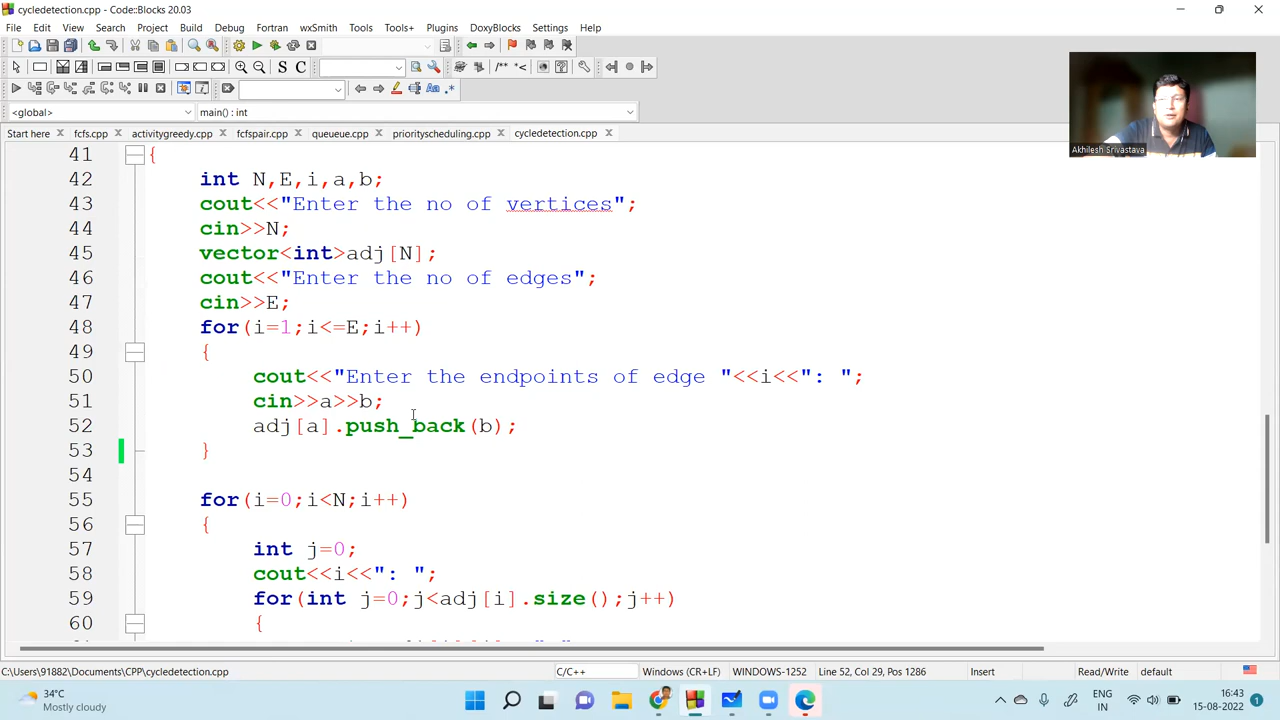 cycledetection.cpp - Code::Blocks 20.03
File Edit View Search Project Build Debug Fortran wxSmith Tools Tools+ Plugins DoxyBlocks Settings Help
S C
/** *<
Aa .*
<global> main() : int
Start here fcfs.cpp activitygreedy.cpp fcfspair.cpp queueue.cpp priorityscheduling.cpp cycledetection.cpp
Akhilesh Srivastava
41 {
42 int N,E,i,a,b;
43 cout<<"Enter the no of vertices";
44 cin>>N;
45 vector<int>adj[N];
46 cout<<"Enter the no of edges";
47 cin>>E;
48 for(i=1;i<=E;i++)
49 {
50 cout<<"Enter the endpoints of edge "<<i<<": ";
51 cin>>a>>b;
52 adj[a].push_back(b);
53 }
54
55 for(i=0;i<N;i++)
56 {
57 int j=0;
58 cout<<i<<": ";
59 for(int j=0;j<adj[i].size();j++)
60 {
C:\Users\91882\Documents\CPP\cycledetection.cpp C/C++ Windows (CR+LF) WINDOWS-1252 Line 52, Col 29, Pos 1286 Insert Read/Write default
34°C
Mostly cloudy
ENG
IN
16:43
15-08-2022
1